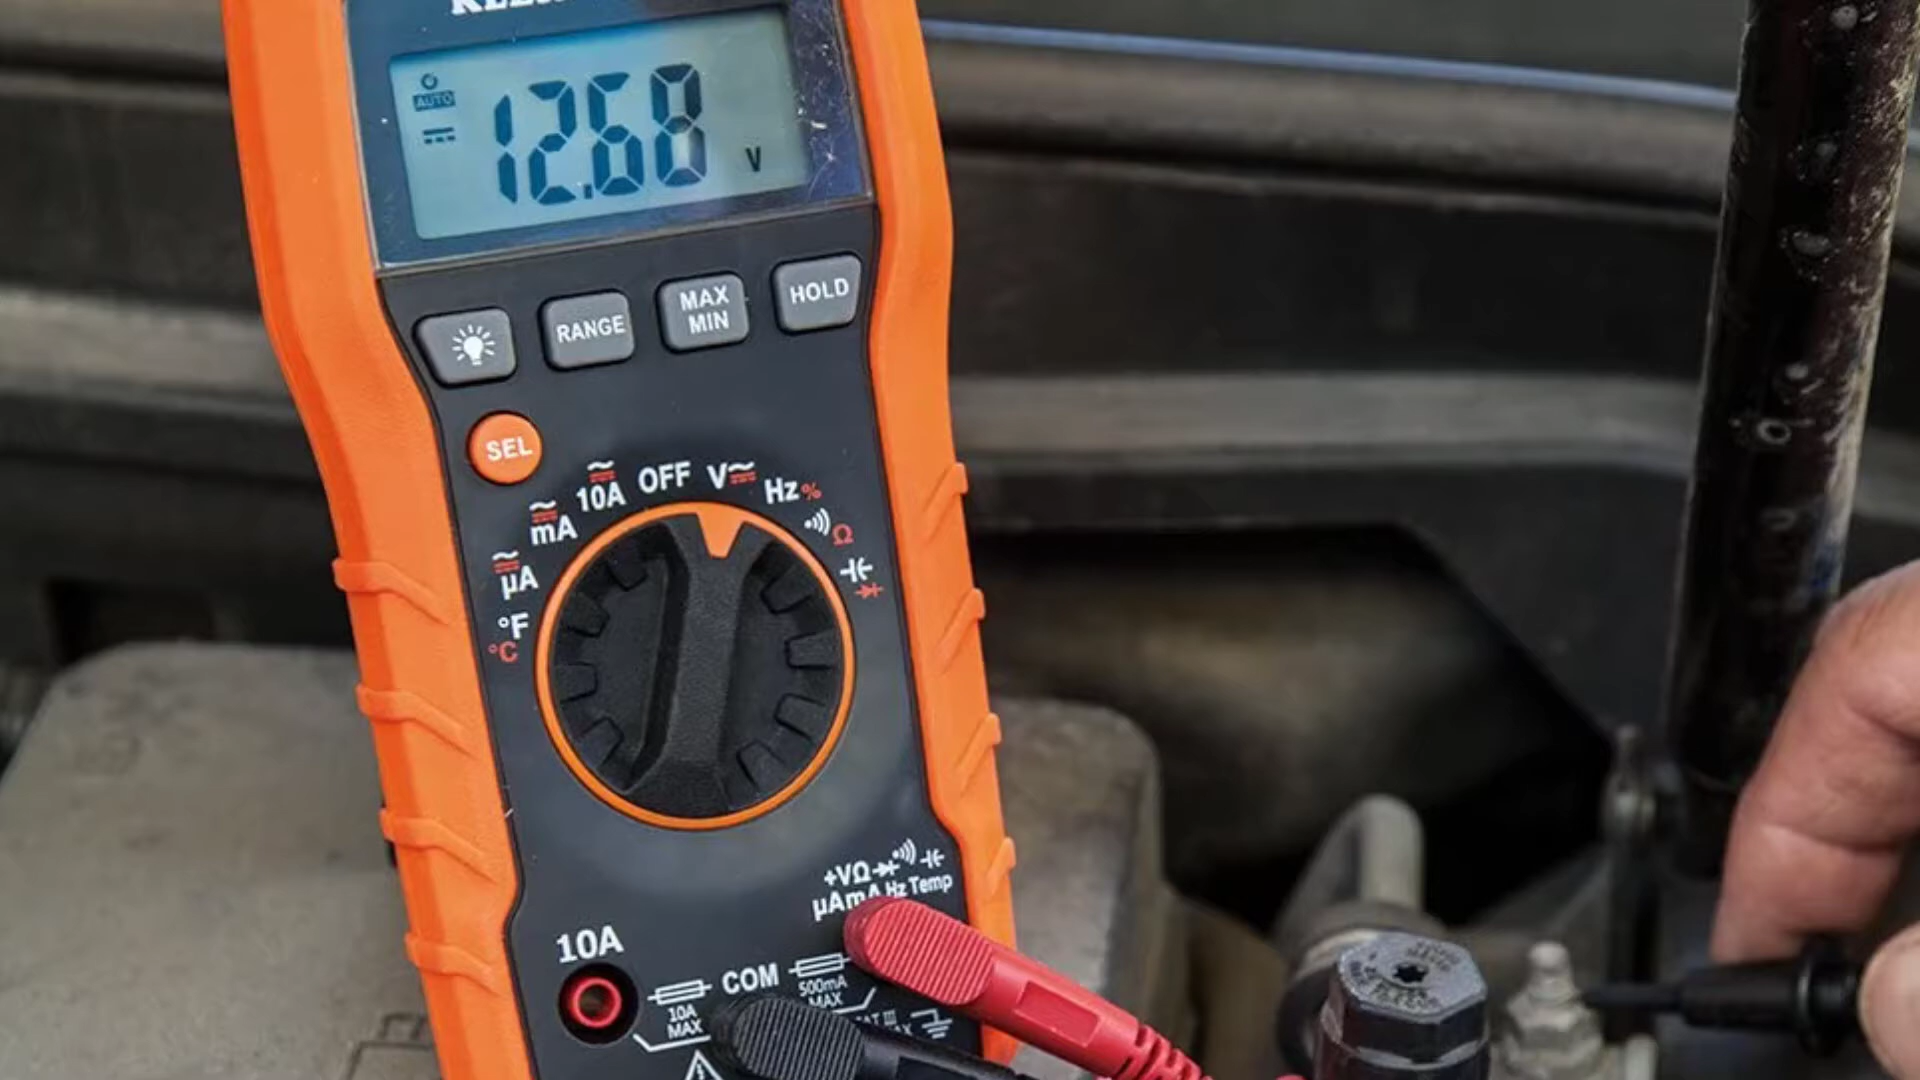 AUTO
12.68
V
RANGE
MAX
MIN
HOLD
SEL
OFF
V
Hz%
10A
mA
µA
°F
°C
Ω
+VΩ
µAmA Hz Temp
10A
COM
10A
MAX
500mA
MAX